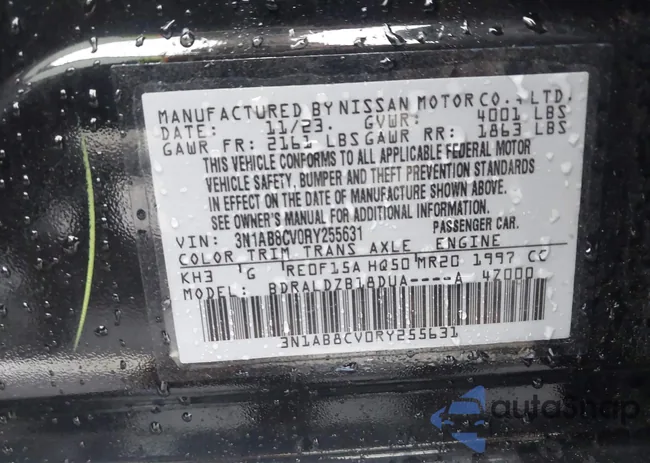 MANUFACTURED BY NISSAN MOTOR CO., LTD.
DATE: 11/23. GVWR: 4001 LBS
GAWR FR: 2161 LBS GAWR RR: 1863 LBS
THIS VEHICLE CONFORMS TO ALL APPLICABLE FEDERAL MOTOR
VEHICLE SAFETY, BUMPER AND THEFT PREVENTION STANDARDS
IN EFFECT ON THE DATE OF MANUFACTURE SHOWN ABOVE.
SEE OWNER'S MANUAL FOR ADDITIONAL INFORMATION.
VIN: 3N1AB8CV0RY255631 PASSENGER CAR.
COLOR TRIM TRANS AXLE ENGINE
KH3 G RE0F15A HQ50 MR20 1997 CC
MODEL: BDRALDZB18DUA----A 47000
3N1AB8CV0RY255631
autoSnap